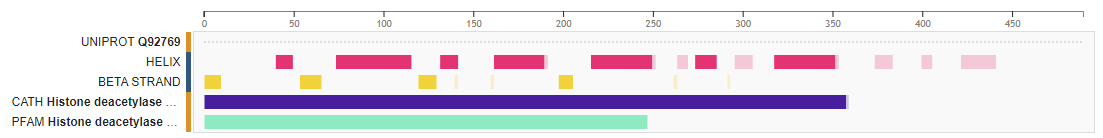 0 50 100 150 200 250 300 350 400 450
UNIPROT Q92769
HELIX
BETA STRAND
CATH Histone deacetylase ...
PFAM Histone deacetylase ...